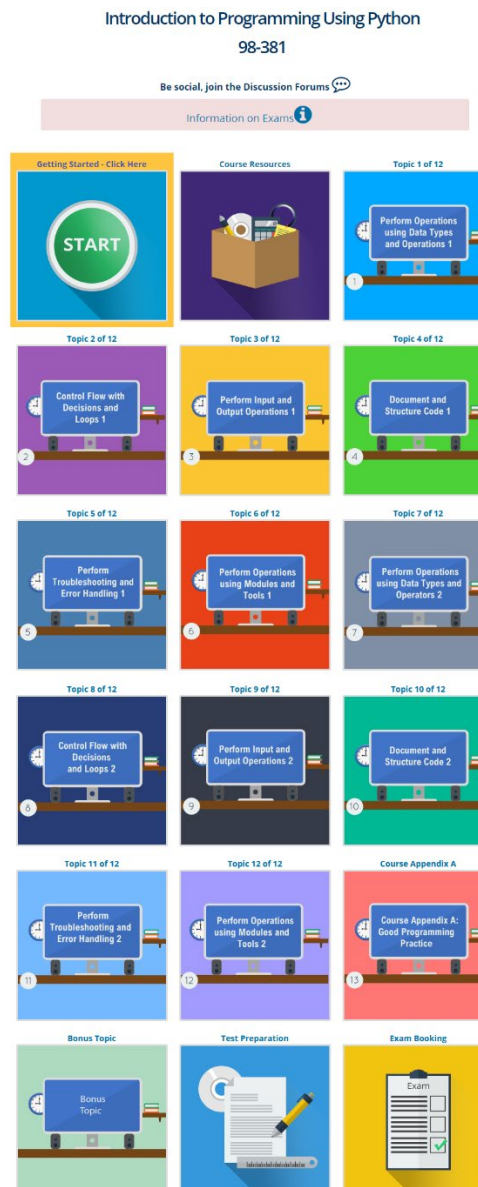 Introduction to Programming Using Python
98-381
Be social, join the Discussion Forums
Information on Exams
Getting Started - Click Here
START
Course Resources
Topic 1 of 12
Perform Operations
using Data Types
and Operations 1
1
Topic 2 of 12
Control Flow with
Decisions and
Loops 1
2
Topic 3 of 12
Perform Input and
Output Operations 1
3
Topic 4 of 12
Document and
Structure Code 1
4
Topic 5 of 12
Perform
Troubleshooting and
Error Handling 1
5
Topic 6 of 12
Perform Operations
using Modules and
Tools 1
6
Topic 7 of 12
Perform Operations
using Data Types and
Operators 2
7
Topic 8 of 12
Control Flow with
Decisions
and Loops 2
8
Topic 9 of 12
Perform Input and
Output Operations 2
9
Topic 10 of 12
Document and
Structure Code 2
10
Topic 11 of 12
Perform
Troubleshooting and
Error Handling 2
11
Topic 12 of 12
Perform Operations
using Modules and
Tools 2
12
Course Appendix A
Course Appendix A:
Good Programming
Practice
13
Bonus Topic
Bonus
Topic
Test Preparation
Exam Booking
Exam